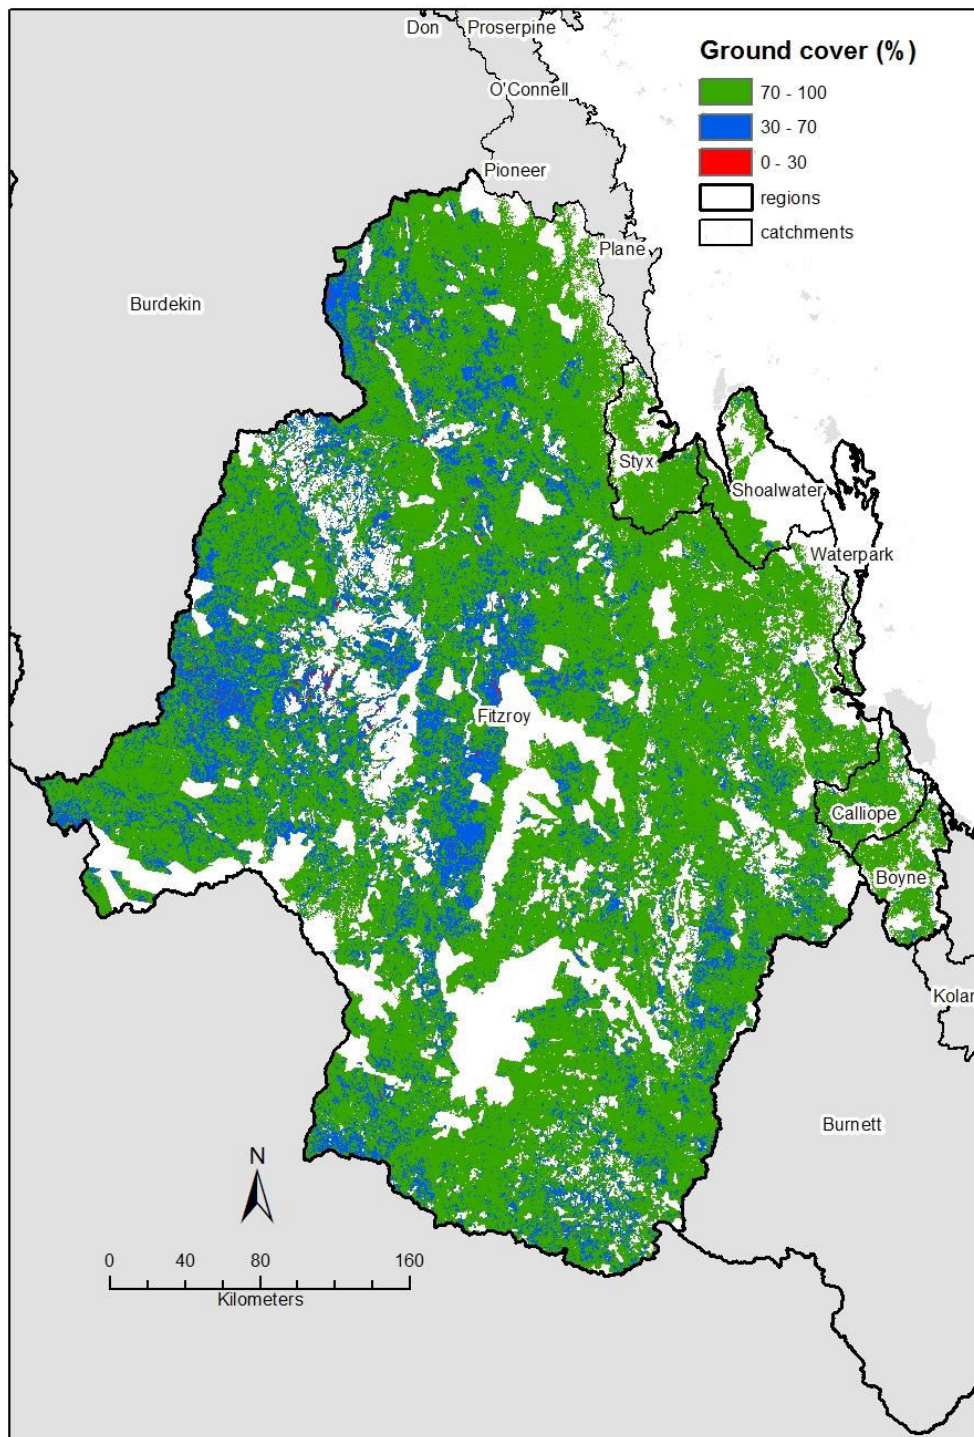 Don
Proserpine
Ground cover (%)
O'Connell
70 - 100
30 - 70
0 - 30
Pioneer
regions
catchments
Plane
Burdekin
Styx
Shoalwater
Waterpark
Fitzroy
Calliope
Boyne
Kolan
Burnett
N
0 40 80 160
Kilometers